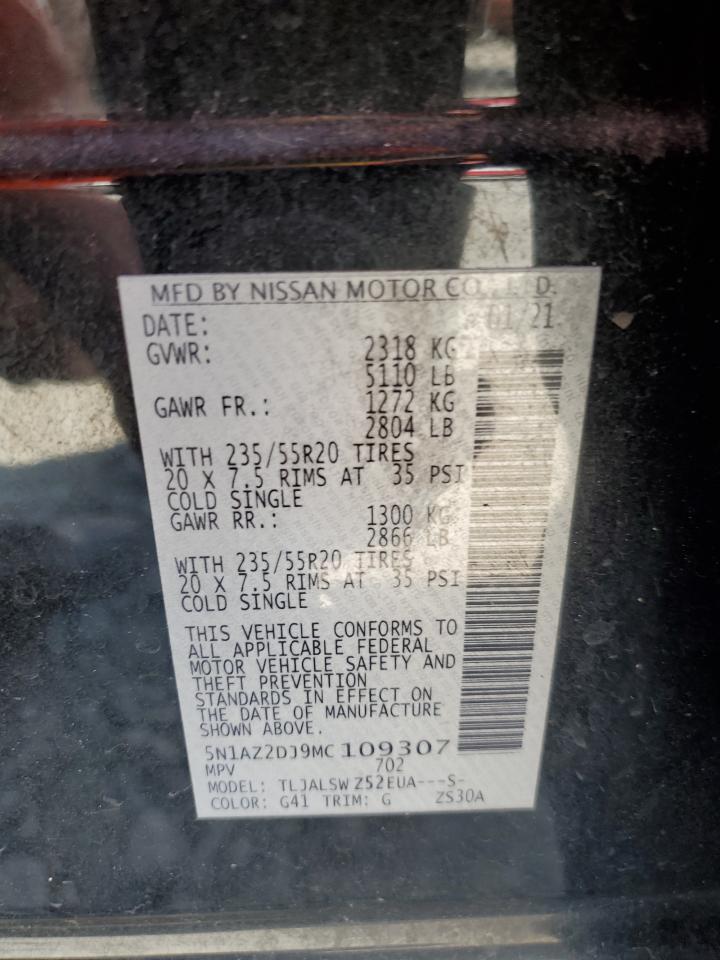 MFD BY NISSAN MOTOR CO., LTD.
DATE: 01/21
GVWR: 2318 KG
5110 LB
GAWR FR.: 1272 KG
2804 LB
WITH 235/55R20 TIRES
20 X 7.5 RIMS AT 35 PSI
COLD SINGLE
GAWR RR.: 1300 KG
2866 LB
WITH 235/55R20 TIRES
20 X 7.5 RIMS AT 35 PSI
COLD SINGLE
THIS VEHICLE CONFORMS TO
ALL APPLICABLE FEDERAL
MOTOR VEHICLE SAFETY AND
THEFT PREVENTION
STANDARDS IN EFFECT ON
THE DATE OF MANUFACTURE
SHOWN ABOVE.
5N1AZ2DJ9MC109307
MPV 702
MODEL: TLJALSWZ52EUA---S-
COLOR: G41 TRIM: G ZS30A